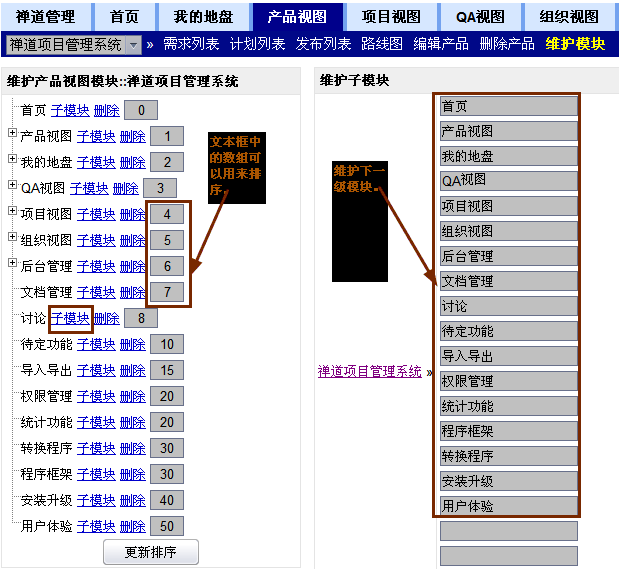 禅道管理 首页 我的地盘 产品视图 项目视图 QA视图 组织视图
禅道项目管理系统 » 需求列表 计划列表 发布列表 路线图 编辑产品 删除产品 维护模块
维护产品视图模块::禅道项目管理系统
首页 子模块 删除 0
产品视图 子模块 删除 1
我的地盘 子模块 删除 2
QA视图 子模块 删除 3
项目视图 子模块 删除 4
组织视图 子模块 删除 5
后台管理 子模块 删除 6
文档管理 子模块 删除 7
讨论 子模块 删除 8
待定功能 子模块 删除 10
导入导出 子模块 删除 15
权限管理 子模块 删除 20
统计功能 子模块 删除 20
转换程序 子模块 删除 30
程序框架 子模块 删除 30
安装升级 子模块 删除 40
用户体验 子模块 删除 50
更新排序
文本框中
的数组可
以用来排
序。
维护子模块
维护下一
级模块。
禅道项目管理系统 »
首页
产品视图
我的地盘
QA视图
项目视图
组织视图
后台管理
文档管理
讨论
待定功能
导入导出
权限管理
统计功能
程序框架
转换程序
安装升级
用户体验